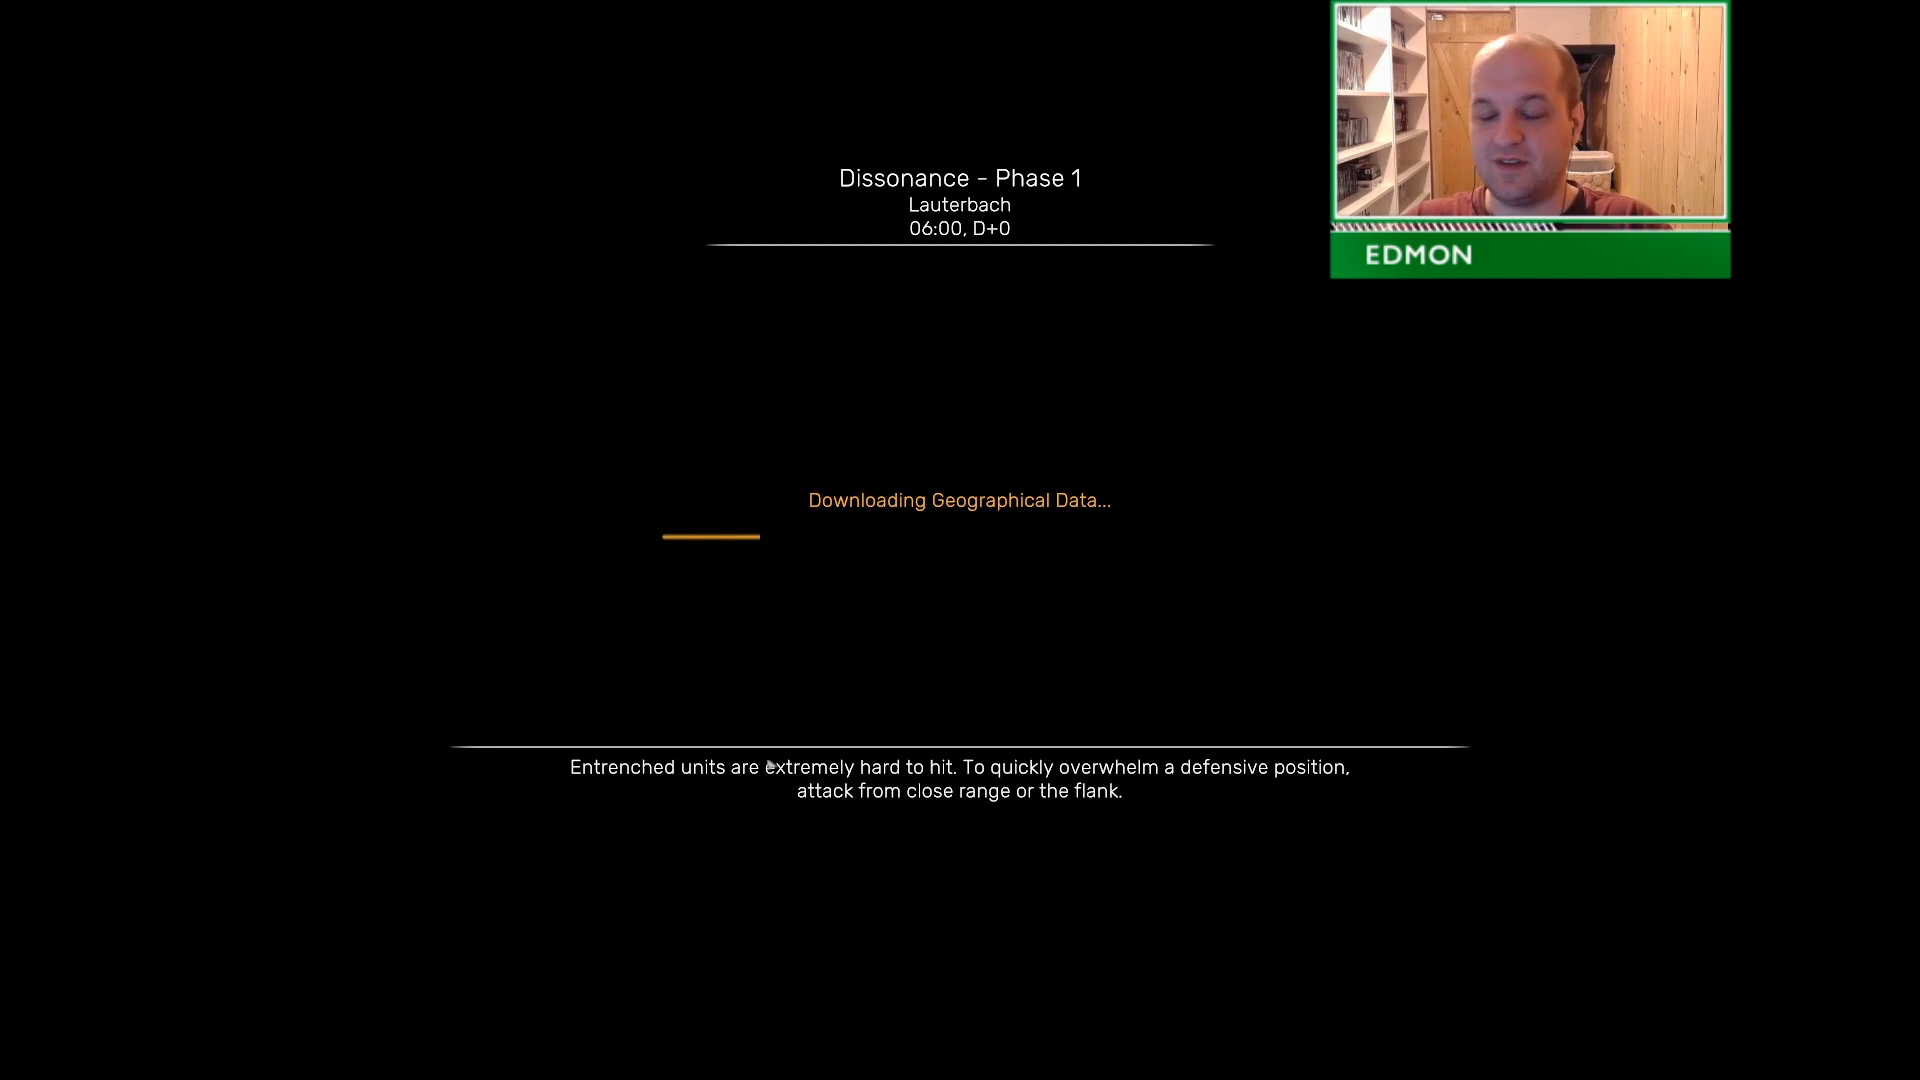 Dissonance - Phase 1
Lauterbach
06:00, D+0
EDMON
Downloading Geographical Data...
Entrenched units are extremely hard to hit. To quickly overwhelm a defensive position,
attack from close range or the flank.